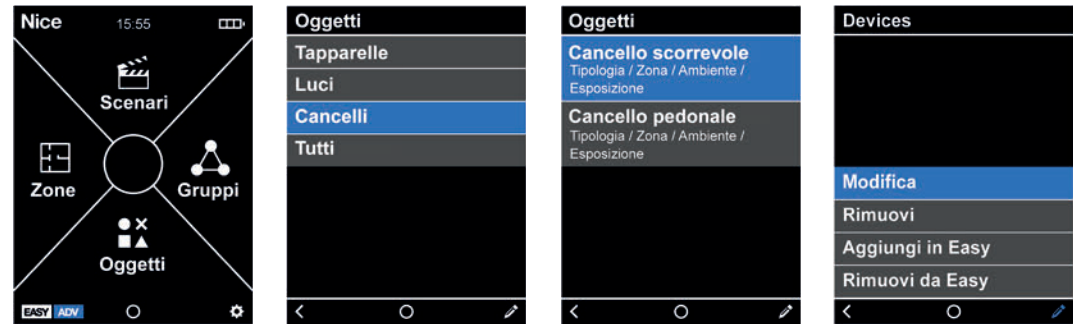 Nice 15:55
Scenari
Zone
Gruppi
Oggetti
EASY ADV
Oggetti
Tapparelle
Luci
Cancelli
Tutti
Oggetti
Cancello scorrevole
Tipologia / Zona / Ambiente /
Esposizione
Cancello pedonale
Tipologia / Zona / Ambiente /
Esposizione
Devices
Modifica
Rimuovi
Aggiungi in Easy
Rimuovi da Easy